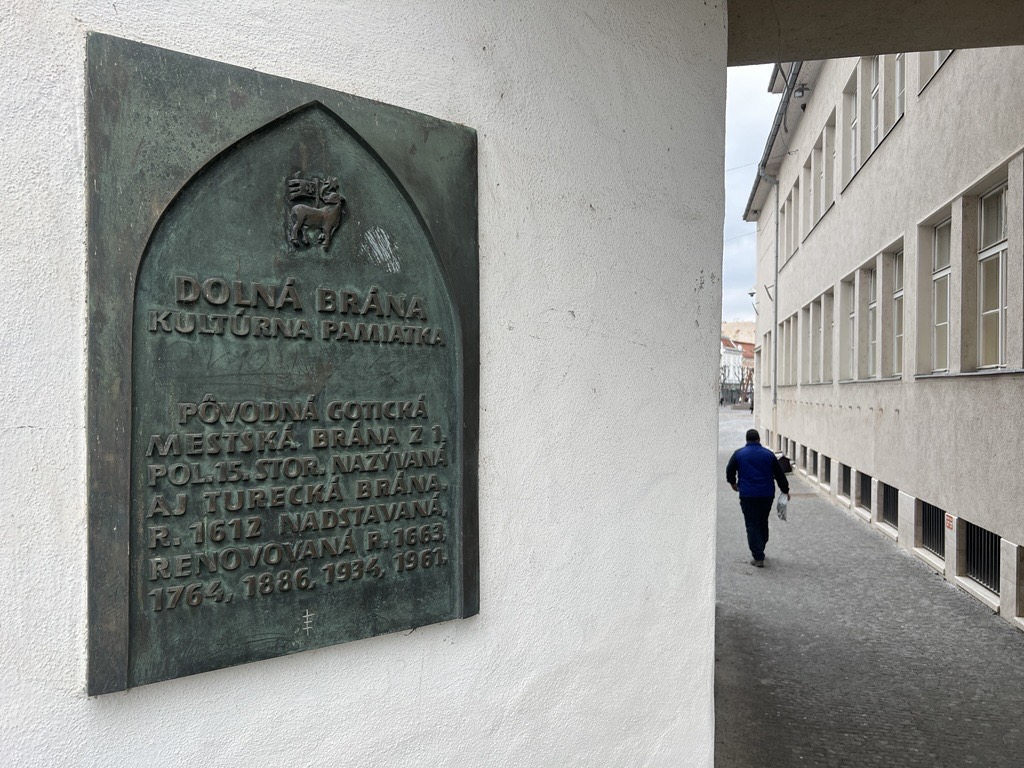 DOLNÁ BRÁNA
KULTÚRNA PAMIATKA
PÔVODNÁ GOTICKÁ
MESTSKÁ BRÁNA Z 1.
POL. 15. STOR. NAZÝVANÁ
AJ TURECKÁ BRÁNA.
R. 1612 NADSTAVANÁ,
RENOVOVANÁ R. 1663,
1764, 1886, 1934, 1961.